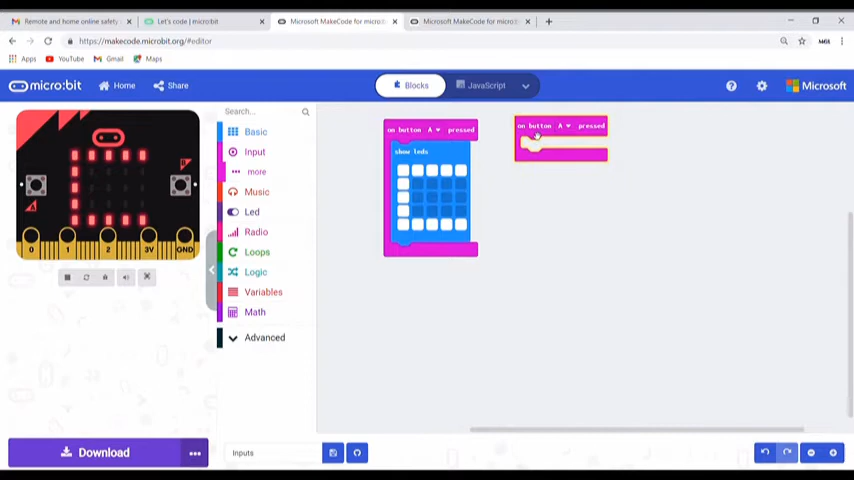 Remote and home online safety
Let's code | micro:bit
Microsoft MakeCode for micro:
Microsoft MakeCode for micro:bit
https://makecode.microbit.org/#editor
Apps
YouTube
Gmail
Maps
micro:bit
Home
Share
Blocks
JavaScript
Microsoft
Search...
Basic
Input
more
Music
Led
Radio
Loops
Logic
Variables
Math
Advanced
on button A pressed
show leds
on button A pressed
A
B
0 1 2 3V GND
Download
Inputs